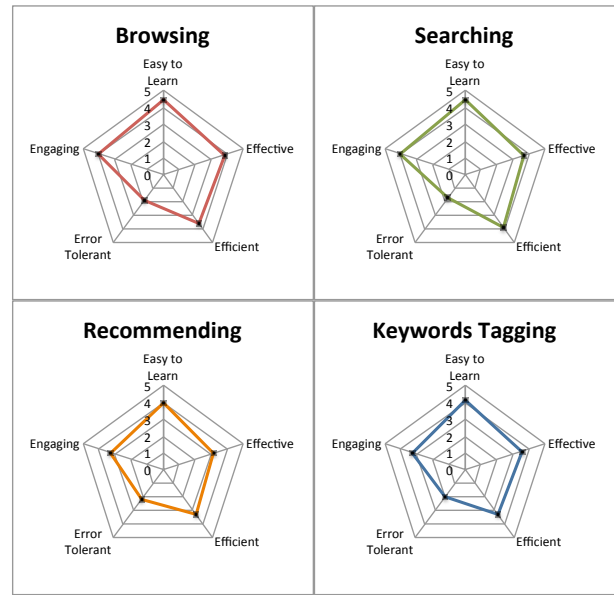 Browsing
Easy to
Learn
5
4
3
2
1
0
Engaging
Effective
Error
Tolerant
Efficient
Searching
Easy to
Learn
5
4
3
2
1
0
Engaging
Effective
Error
Tolerant
Efficient
Recommending
Easy to
Learn
5
4
3
2
1
0
Engaging
Effective
Error
Tolerant
Efficient
Keywords Tagging
Easy to
Learn
5
4
3
2
1
0
Engaging
Effective
Error
Tolerant
Efficient